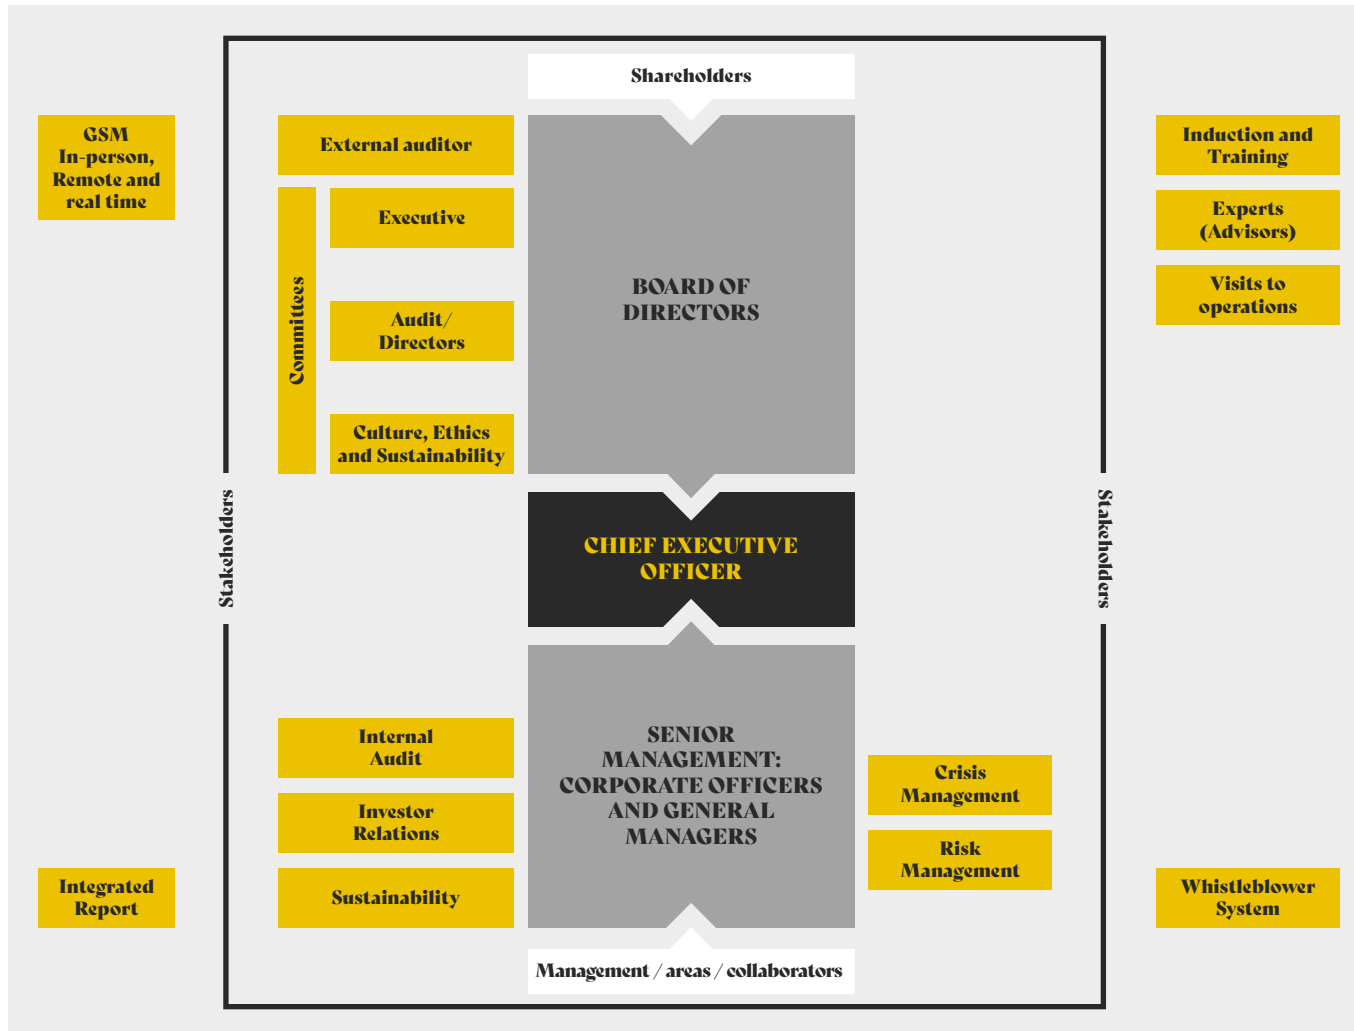 Shareholders
GSM
In-person,
Remote and
real time
External auditor
Committees
Executive
Audit/
Directors
Culture, Ethics
and Sustainability
BOARD OF
DIRECTORS
Induction and
Training
Experts
(Advisors)
Visits to
operations
Stakeholders
CHIEF EXECUTIVE
OFFICER
Stakeholders
Internal
Audit
Investor
Relations
Sustainability
SENIOR
MANAGEMENT:
CORPORATE OFFICERS
AND GENERAL
MANAGERS
Crisis
Management
Risk
Management
Integrated
Report
Whistleblower
System
Management / areas / collaborators